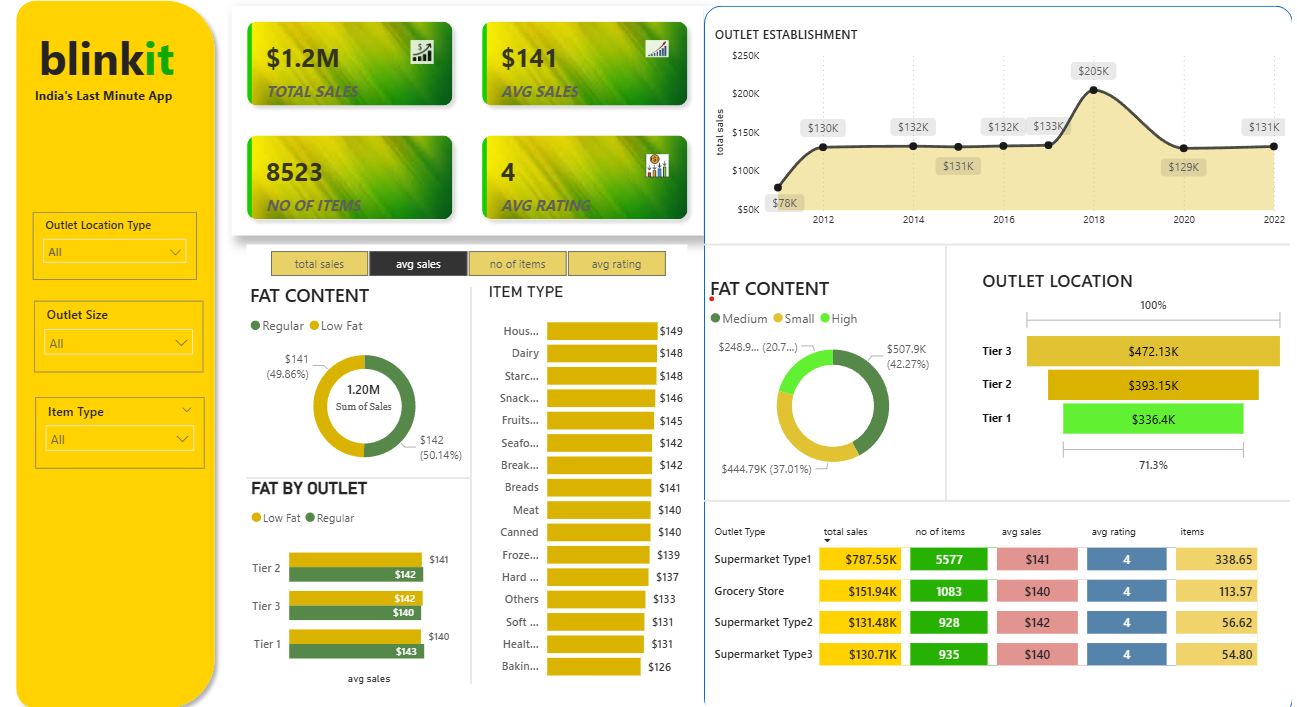 blinkit
India's Last Minute App
Outlet Location Type
All
Outlet Size
All
Item Type
All
$1.2M
TOTAL SALES
$141
AVG SALES
8523
NO OF ITEMS
4
AVG RATING
total sales
avg sales
no of items
avg rating
FAT CONTENT
Regular
Low Fat
$141
(49.86%)
1.20M
Sum of Sales
$142
(50.14%)
FAT BY OUTLET
Low Fat
Regular
Tier 2
$141
$142
Tier 3
$142
$140
Tier 1
$140
$143
avg sales
ITEM TYPE
Hous... $149
Dairy $148
Starc... $148
Snack... $146
Fruits... $145
Seafo... $142
Break... $142
Breads $141
Meat $140
Canned $140
Froze... $139
Hard ... $137
Others $133
Soft ... $131
Healt... $131
Bakin... $126
OUTLET ESTABLISHMENT
total sales
$250K
$200K
$150K
$100K
$50K
$78K
$130K
$132K
$131K
$132K
$133K
$205K
$129K
$131K
2012 2014 2016 2018 2020 2022
FAT CONTENT
Medium
Small
High
$248.9... (20.7...)
$507.9K
(42.27%)
$444.79K (37.01%)
OUTLET LOCATION
100%
Tier 3 $472.13K
Tier 2 $393.15K
Tier 1 $336.4K
71.3%
Outlet Type total sales no of items avg sales avg rating items
Supermarket Type1 $787.55K 5577 $141 4 338.65
Grocery Store $151.94K 1083 $140 4 113.57
Supermarket Type2 $131.48K 928 $142 4 56.62
Supermarket Type3 $130.71K 935 $140 4 54.80